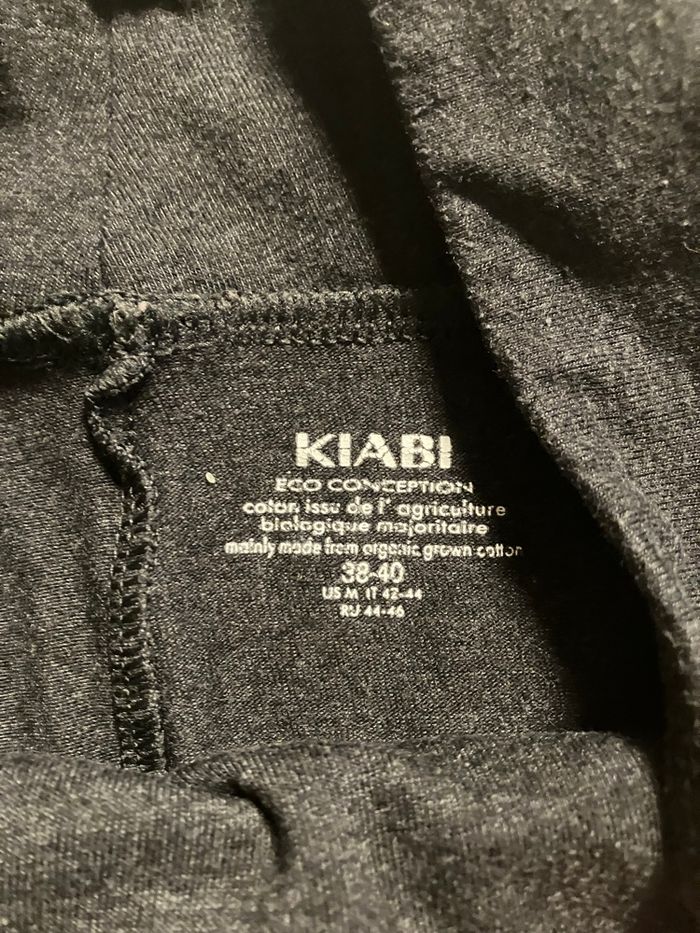 KIABI
ÉCO CONCEPTION
coton issu de l' agriculture
biologique majoritaire
mainly made from organic grown cotton
38-40
US M IT 42-44
RU 44-46